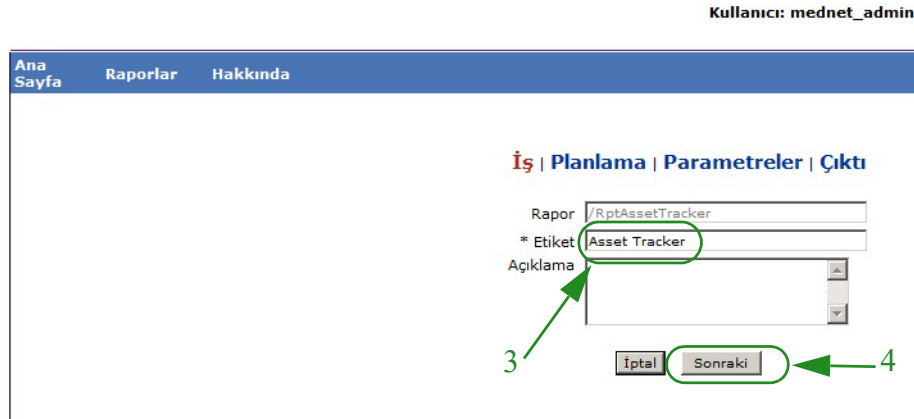 Kullanıcı: mednet_admin
Ana Sayfa Raporlar Hakkında
İş | Planlama | Parametreler | Çıktı
Rapor /RptAssetTracker
* Etiket Asset Tracker
Açıklama
3 İptal Sonraki 4